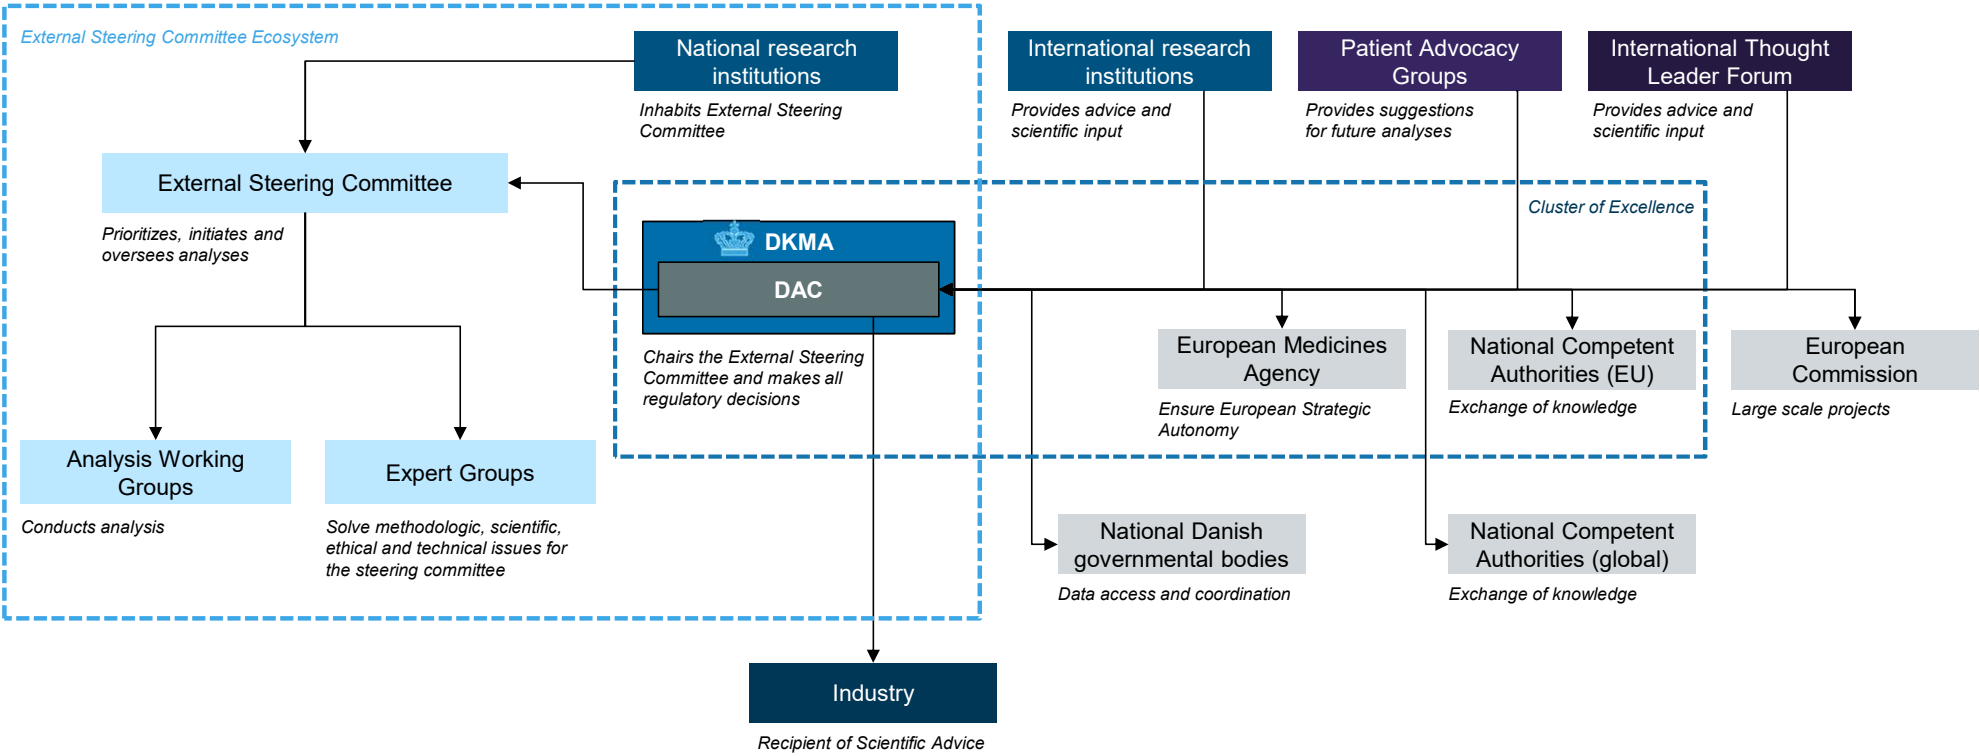 External Steering Committee Ecosystem
National research
institutions
Inhabits External Steering
Committee
International research
institutions
Provides advice and
scientific input
Patient Advocacy
Groups
Provides suggestions
for future analyses
International Thought
Leader Forum
Provides advice and
scientific input
External Steering Committee
Prioritizes, initiates and
oversees analyses
Cluster of Excellence
DKMA
DAC
Chairs the External Steering
Committee and makes all
regulatory decisions
European Medicines
Agency
Ensure European Strategic
Autonomy
National Competent
Authorities (EU)
Exchange of knowledge
European
Commission
Large scale projects
Analysis Working
Groups
Conducts analysis
Expert Groups
Solve methodologic, scientific,
ethical and technical issues for
the steering committee
National Danish
governmental bodies
Data access and coordination
National Competent
Authorities (global)
Exchange of knowledge
Industry
Recipient of Scientific Advice